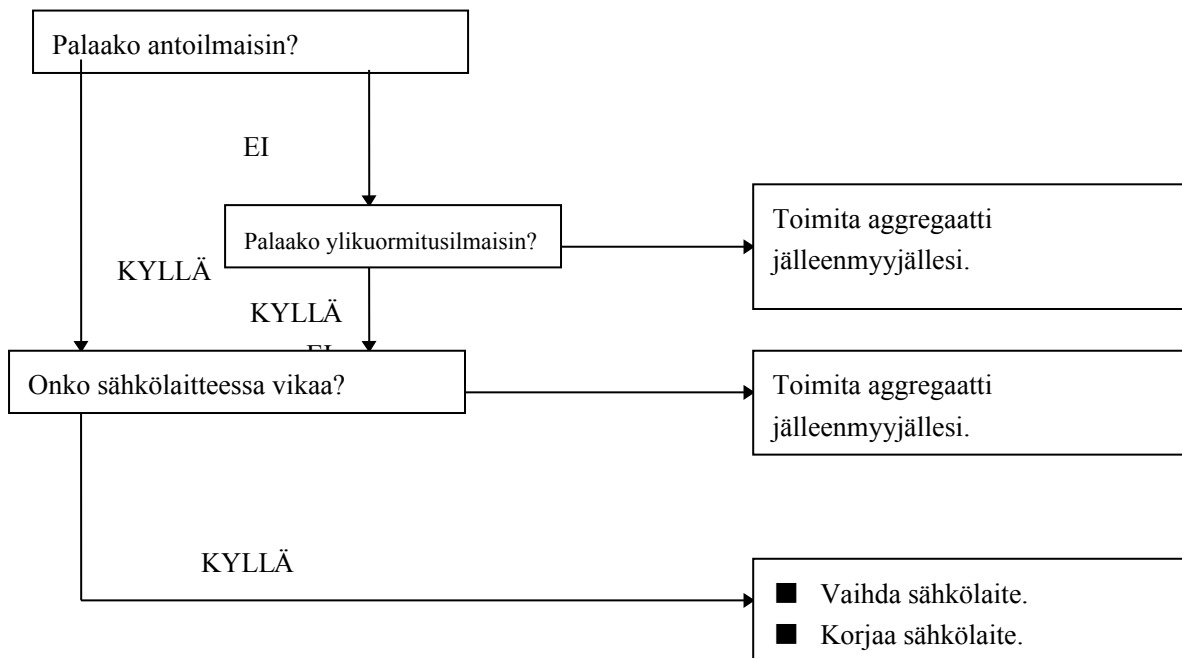 Palaako antoilmaisin?
EI
Palaako ylikuormitusilmaisin?
Toimita aggregaatti
jälleenmyyjällesi.
KYLLÄ
KYLLÄ
Onko sähkölaitteessa vikaa?
Toimita aggregaatti
jälleenmyyjällesi.
KYLLÄ
■ Vaihda sähkölaite.
■ Korjaa sähkölaite.